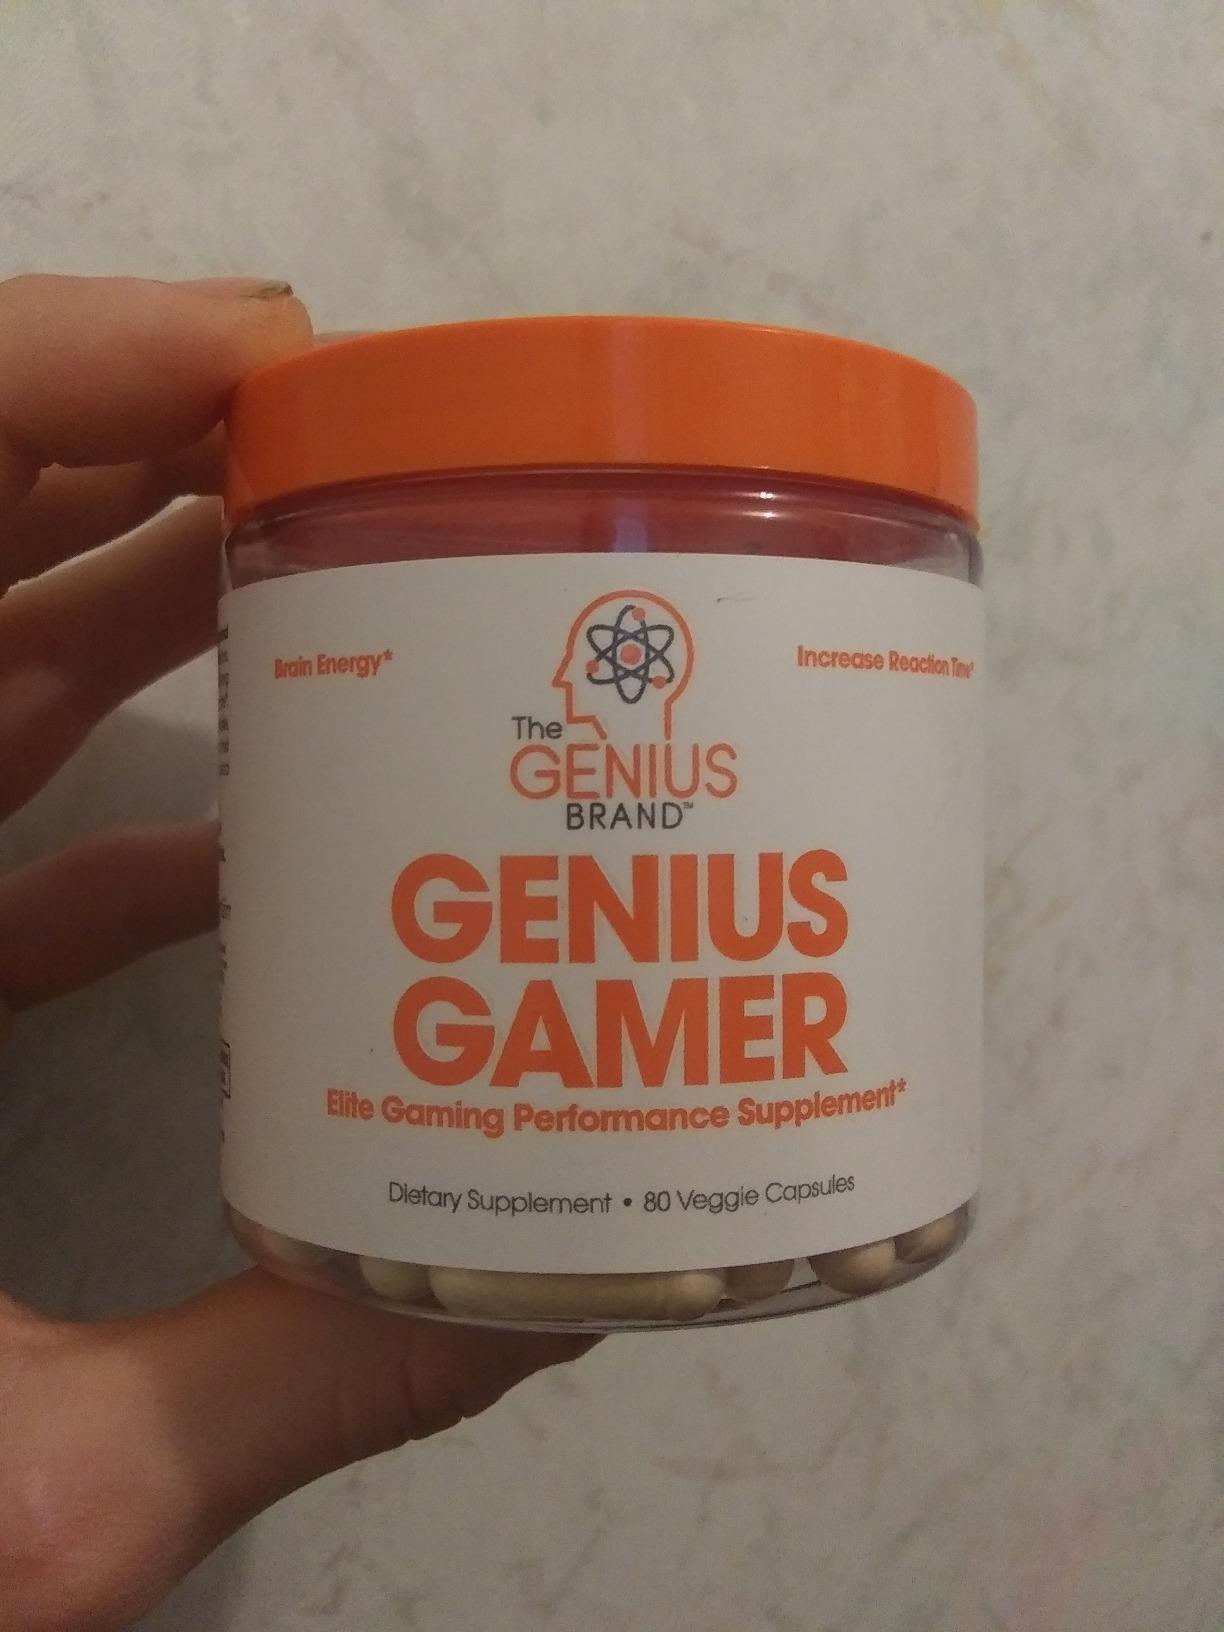 Brain Energy*
Increase Reaction Time*
The
GENIUS
BRAND™
GENIUS
GAMER
Elite Gaming Performance Supplement*
Dietary Supplement • 80 Veggie Capsules